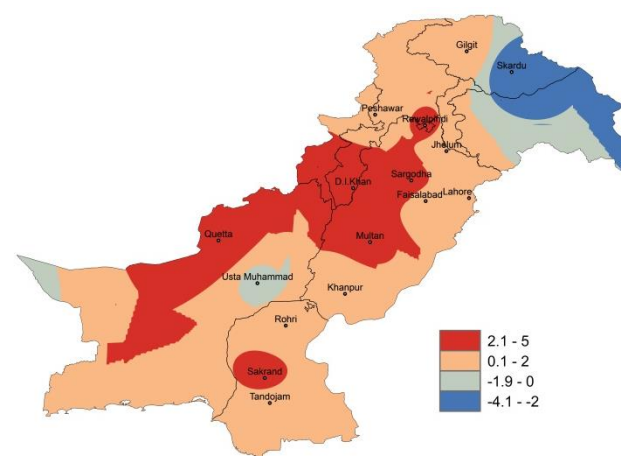 Gilgit
Skardu
Peshawar
Rawalpindi
Jhelum
D.I.Khan
Sargodha
Faisalabad
Lahore
Quetta
Multan
Usta Muhammad
Khanpur
Rohri
Sakrand
Tandojam
2.1 - 5
0.1 - 2
-1.9 - 0
-4.1 - -2